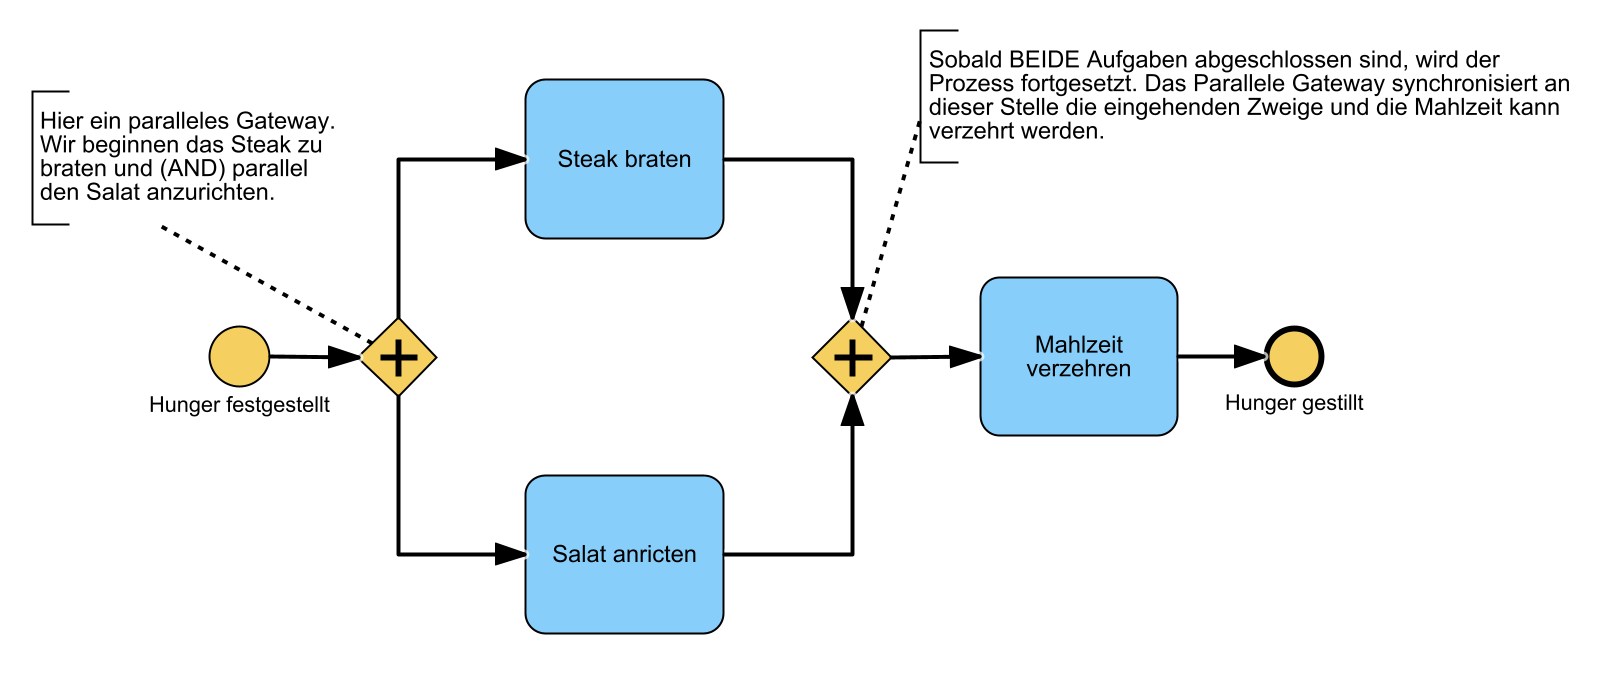 Hier ein paralleles Gateway.
Wir beginnen das Steak zu
braten und (AND) parallel
den Salat anzurichten.
Sobald BEIDE Aufgaben abgeschlossen sind, wird der
Prozess fortgesetzt. Das Parallele Gateway synchronisiert an
dieser Stelle die eingehenden Zweige und die Mahlzeit kann
verzehrt werden.
Steak braten
Hunger festgestellt
Mahlzeit
verzehren
Hunger gestillt
Salat anricten